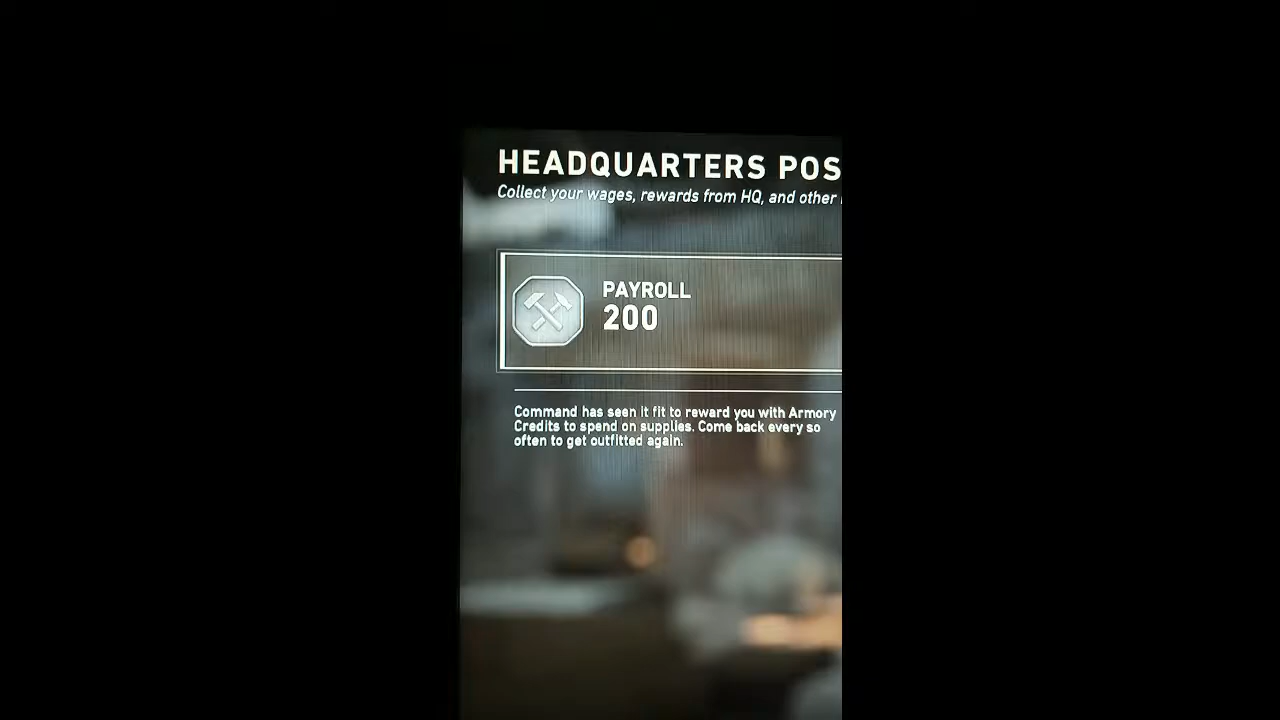 HEADQUARTERS POS
Collect your wages, rewards from HQ, and other
PAYROLL
200
Command has seen it fit to reward you with Armory
Credits to spend on supplies. Come back every so
often to get outfitted again.